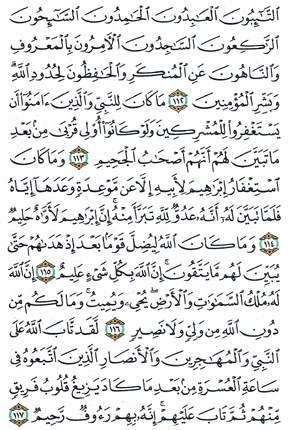 ٱلتَّـٰٓئِبُونَ ٱلْعَـٰبِدُونَ ٱلْحَـٰمِدُونَ ٱلسَّـٰٓئِحُونَ
ٱلرَّٰكِعُونَ ٱلسَّـٰجِدُونَ ٱلْـَٔامِرُونَ بِٱلْمَعْرُوفِ
وَٱلنَّاهُونَ عَنِ ٱلْمُنكَرِ وَٱلْحَـٰفِظُونَ لِحُدُودِ ٱللَّهِ ۗ
وَبَشِّرِ ٱلْمُؤْمِنِينَ ١١٢ مَا كَانَ لِلنَّبِىِّ وَٱلَّذِينَ ءَامَنُوٓا۟ أَن
يَسْتَغْفِرُوا۟ لِلْمُشْرِكِينَ وَلَوْ كَانُوٓا۟ أُو۟لِى قُرْبَىٰ مِنۢ بَعْدِ
مَا تَبَيَّنَ لَهُمْ أَنَّهُمْ أَصْحَـٰبُ ٱلْجَحِيمِ ١١٣ وَمَا كَانَ
ٱسْتِغْفَارُ إِبْرَٰهِيمَ لِأَبِيهِ إِلَّا عَن مَّوْعِدَةٍ وَعَدَهَآ إِيَّاهُ
فَلَمَّا تَبَيَّنَ لَهُۥٓ أَنَّهُۥ عَدُوٌّ لِّلَّهِ تَبَرَّأَ مِنْهُ ۚ إِنَّ إِبْرَٰهِيمَ لَأَوَّٰهٌ حَلِيمٌ
١١٤ وَمَا كَانَ ٱللَّهُ لِيُضِلَّ قَوْمًۢا بَعْدَ إِذْ هَدَىٰهُمْ حَتَّىٰ
يُبَيِّنَ لَهُم مَّا يَتَّقُونَ ۚ إِنَّ ٱللَّهَ بِكُلِّ شَىْءٍ عَلِيمٌ ١١٥ إِنَّ ٱللَّهَ
لَهُۥ مُلْكُ ٱلسَّمَـٰوَٰتِ وَٱلْأَرْضِ ۖ يُحْىِۦ وَيُمِيتُ ۚ وَمَا لَكُم مِّن
دُونِ ٱللَّهِ مِن وَلِىٍّ وَلَا نَصِيرٍ ١١٦ لَّقَد تَّابَ ٱللَّهُ عَلَى
ٱلنَّبِىِّ وَٱلْمُهَـٰجِرِينَ وَٱلْأَنصَارِ ٱلَّذِينَ ٱتَّبَعُوهُ فِى
سَاعَةِ ٱلْعُسْرَةِ مِنۢ بَعْدِ مَا كَادَ يَزِيغُ قُلُوبُ فَرِيقٍ
مِّنْهُمْ ثُمَّ تَابَ عَلَيْهِمْ ۚ إِنَّهُۥ بِهِمْ رَءُوفٌ رَّحِيمٌ ١١٧